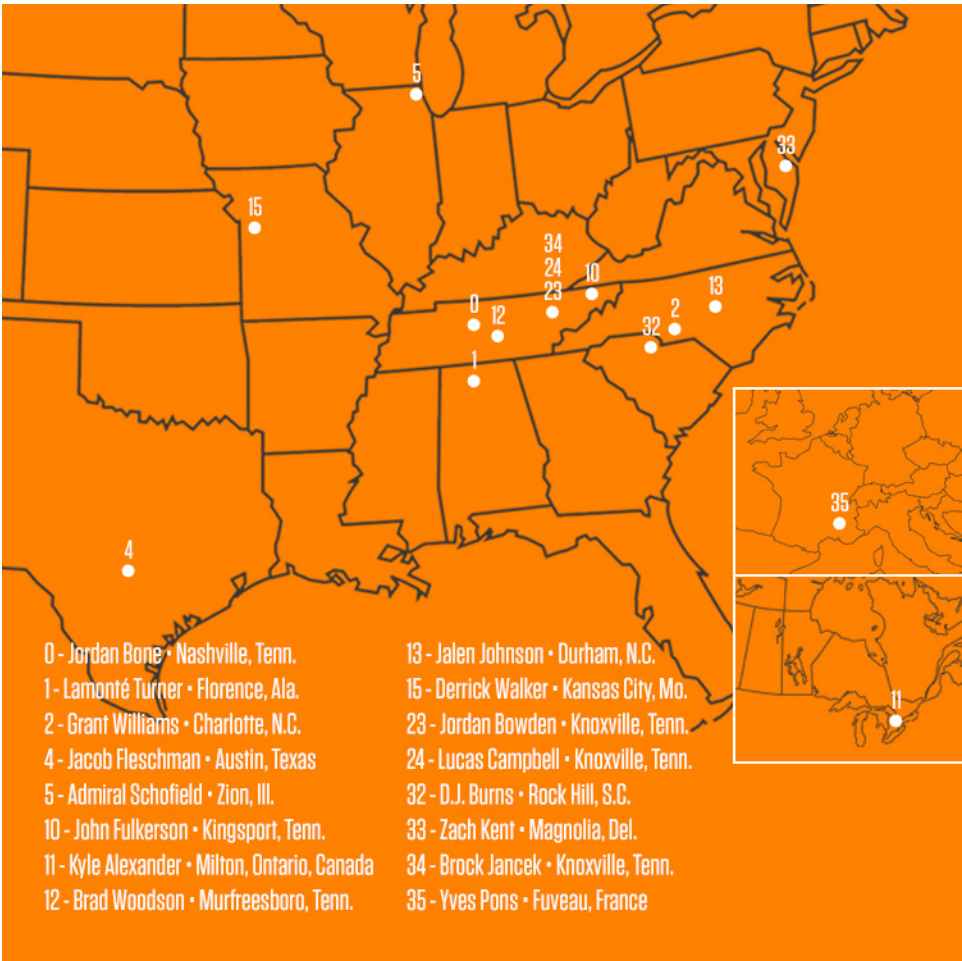 5
33
15
34
24
10
23
13
0
12
2
32
1
35
4
11
0 - Jordan Bone • Nashville, Tenn.
1 - Lamonté Turner • Florence, Ala.
2 - Grant Williams • Charlotte, N.C.
4 - Jacob Fleschman • Austin, Texas
5 - Admiral Schofield • Zion, Ill.
10 - John Fulkerson • Kingsport, Tenn.
11 - Kyle Alexander • Milton, Ontario, Canada
12 - Brad Woodson • Murfreesboro, Tenn.
13 - Jalen Johnson • Durham, N.C.
15 - Derrick Walker • Kansas City, Mo.
23 - Jordan Bowden • Knoxville, Tenn.
24 - Lucas Campbell • Knoxville, Tenn.
32 - D.J. Burns • Rock Hill, S.C.
33 - Zach Kent • Magnolia, Del.
34 - Brock Jancek • Knoxville, Tenn.
35 - Yves Pons • Fuveau, France